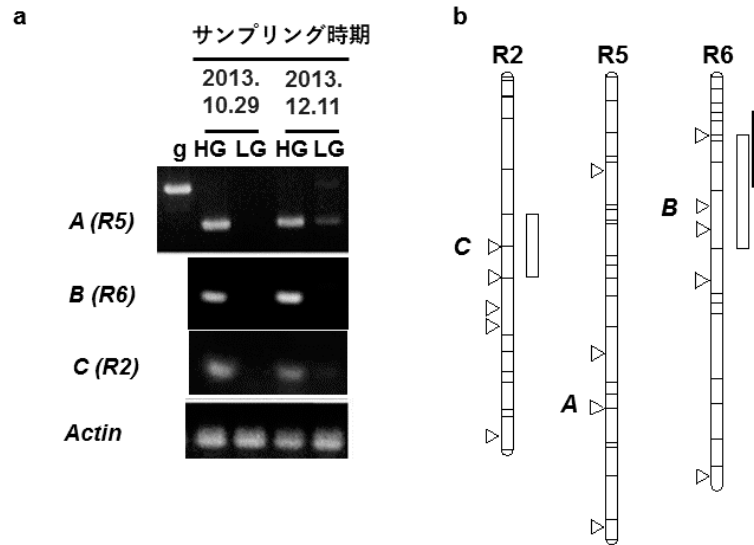 a
サンプリング時期
2013. 2013.
10.29 12.11
g HG LG HG LG
A (R5)
B (R6)
C (R2)
Actin
b
R2 R5 R6
B
C
A